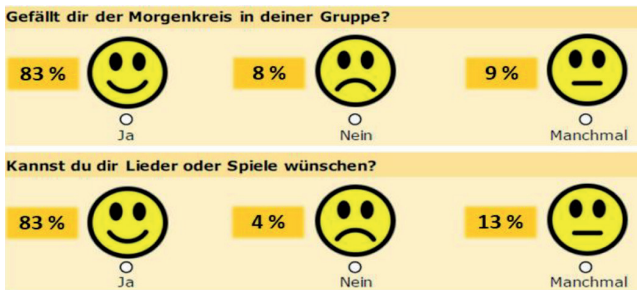 Gefällt dir der Morgenkreis in deiner Gruppe?
83 % 8 % 9 %
Ja Nein Manchmal
Kannst du dir Lieder oder Spiele wünschen?
83 % 4 % 13 %
Ja Nein Manchmal